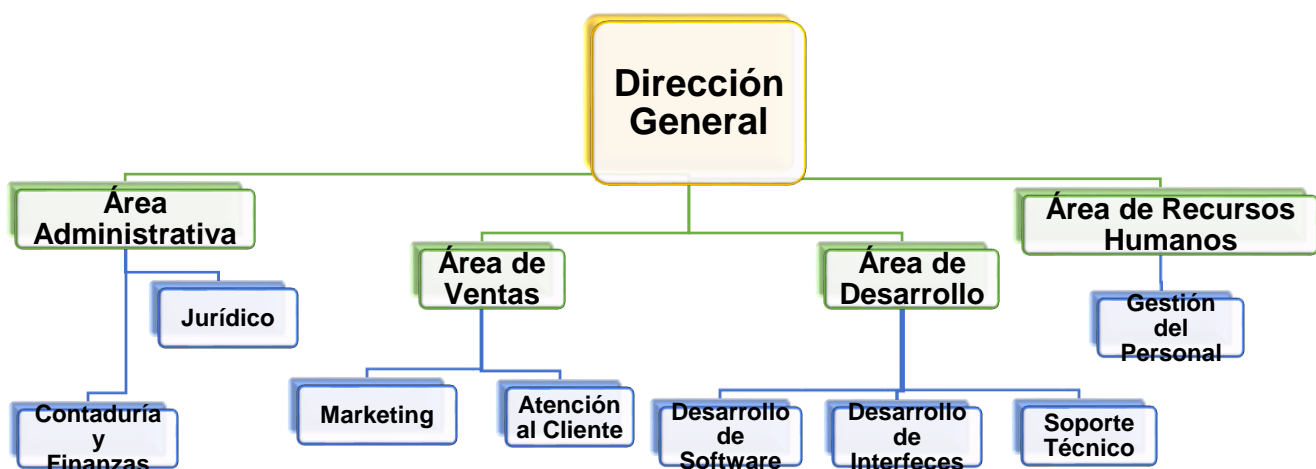 Dirección
General
Área
Administrativa
Área de Recursos
Humanos
Área de
Ventas
Área de
Desarrollo
Jurídico
Gestión
del
Personal
Contaduría
y
Finanzas
Marketing
Atención
al Cliente
Desarrollo
de
Software
Desarrollo
de
Interfeces
Soporte
Técnico